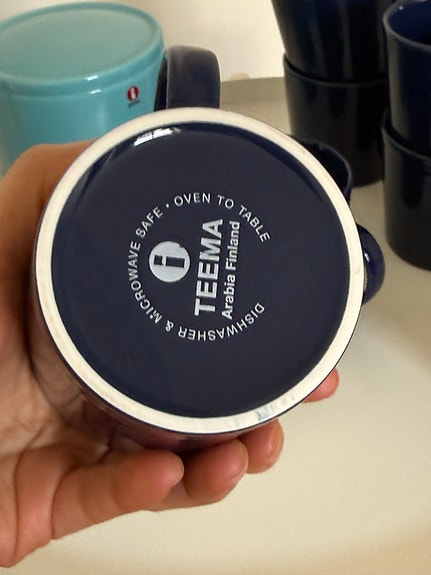 DISHWASHER & MICROWAVE SAFE • OVEN TO TABLE
i
TEEMA
Arabia Finland